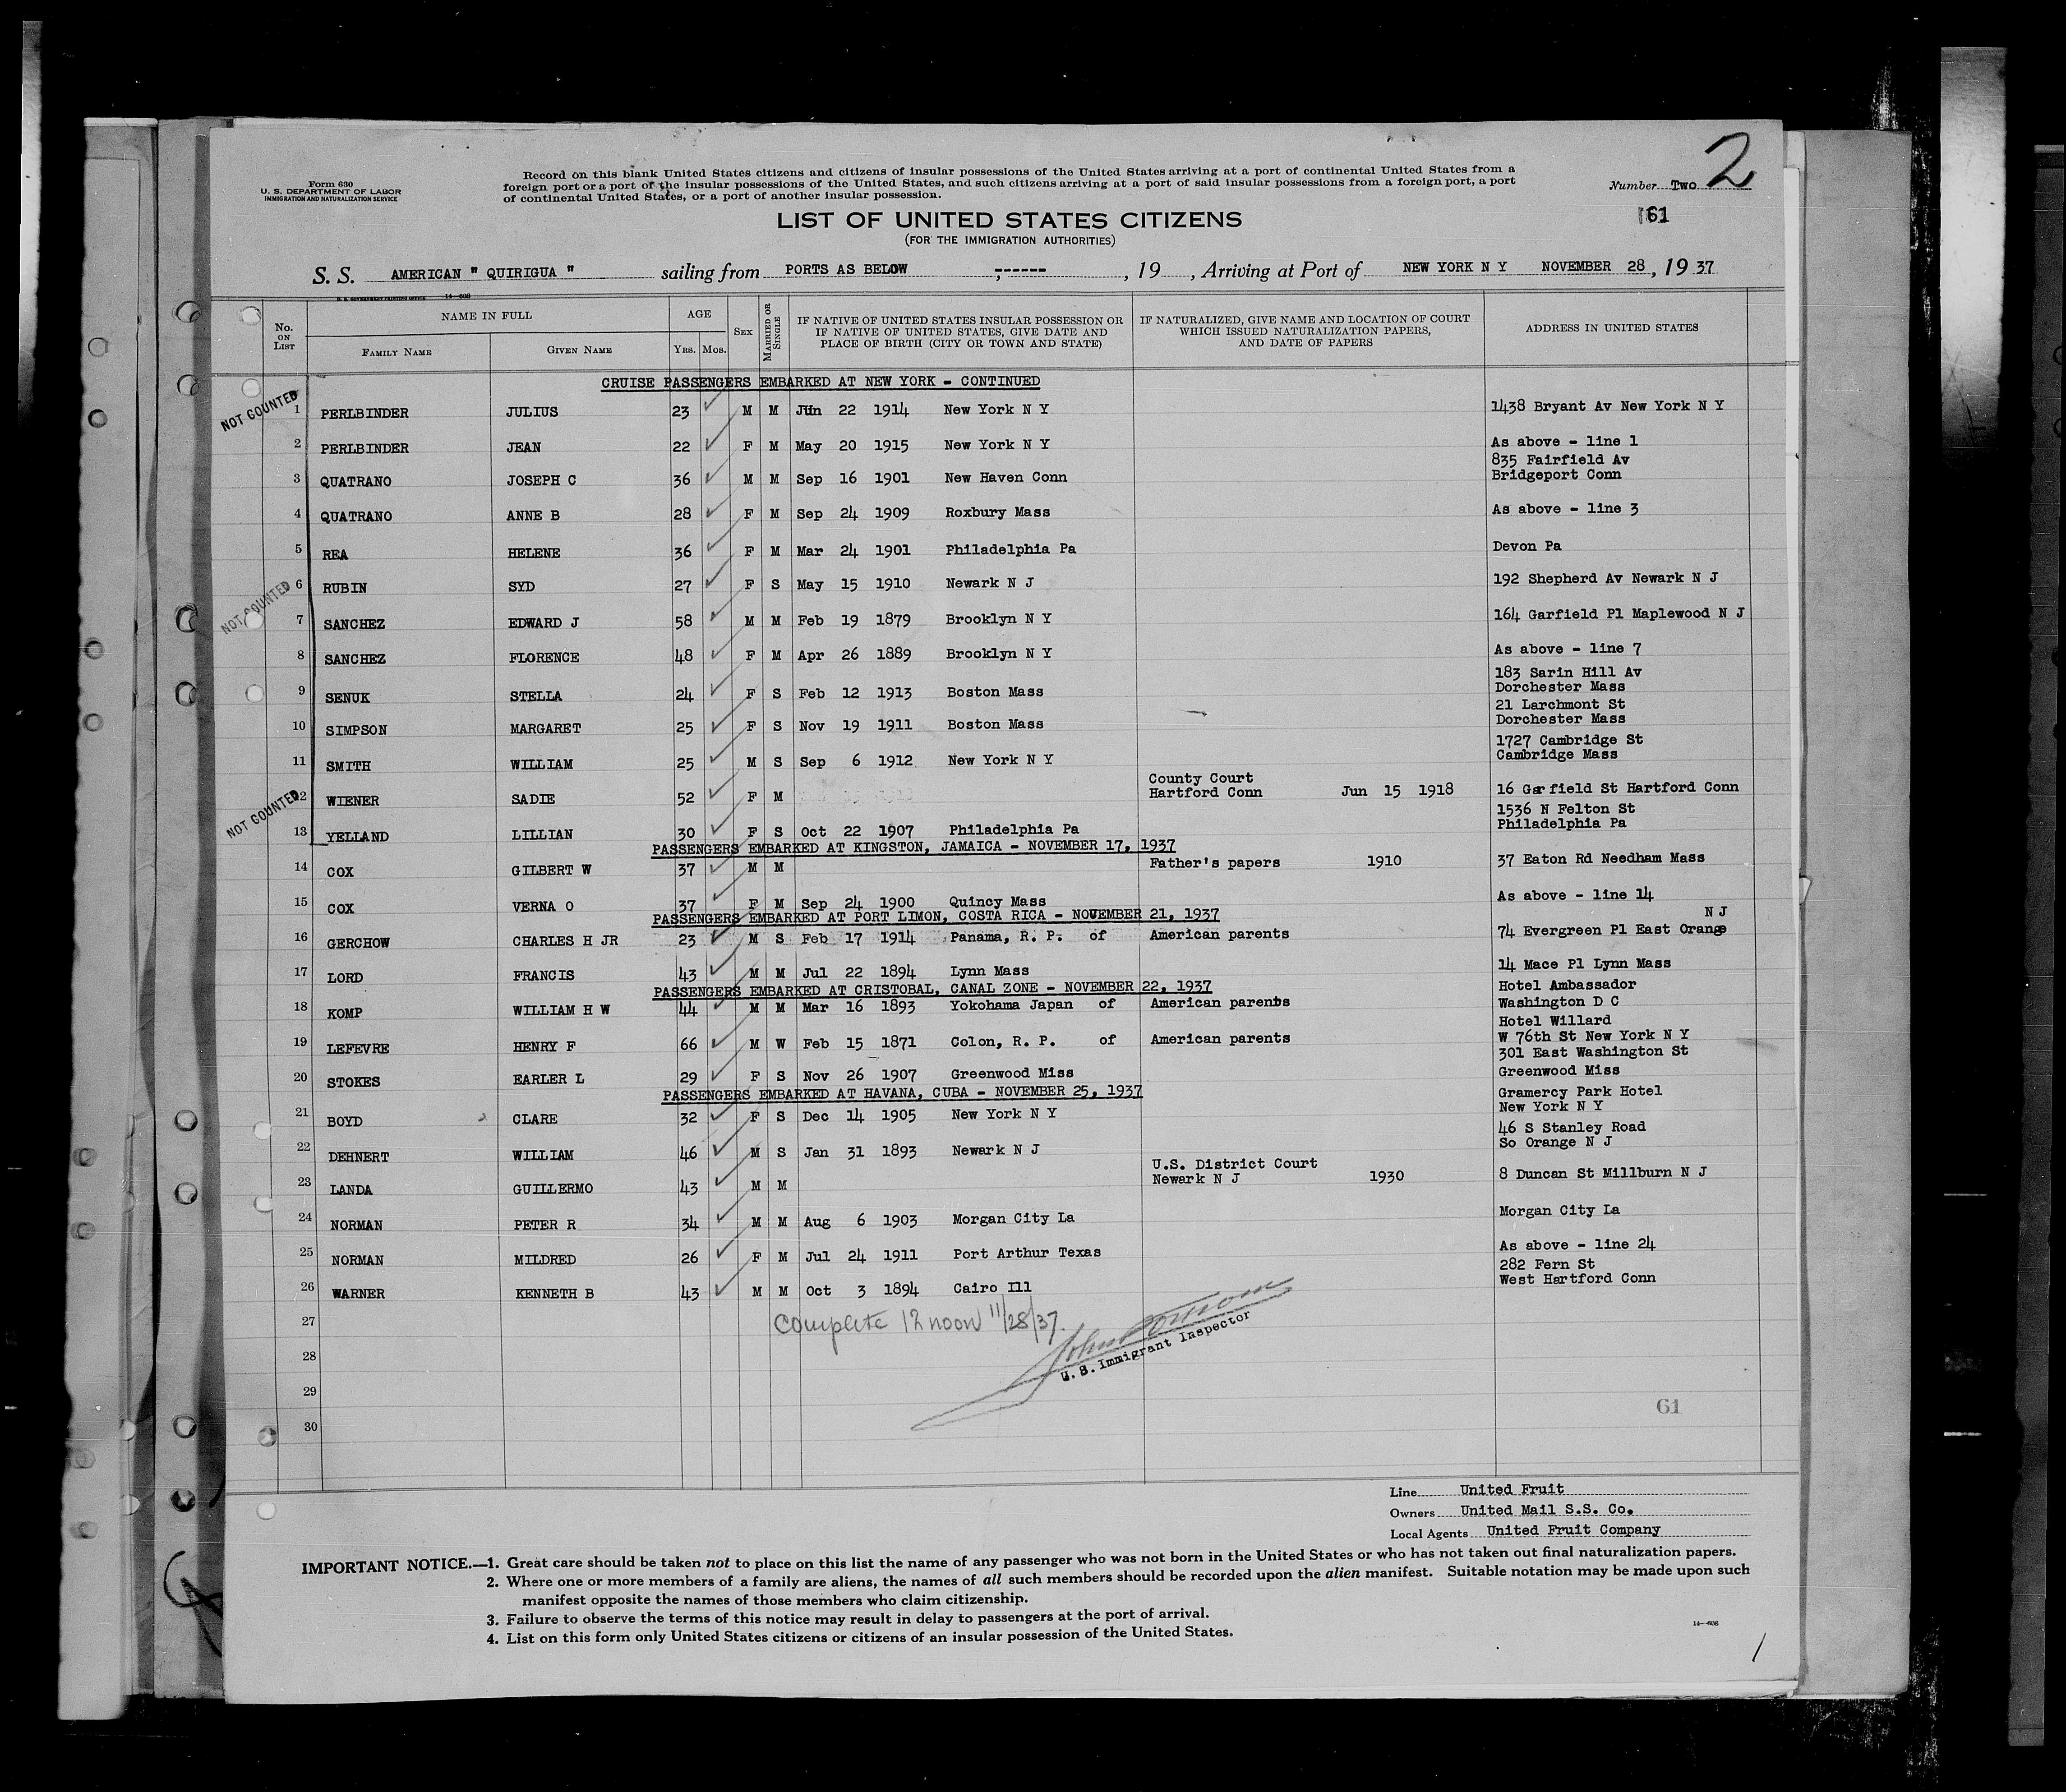 2
Form 630
U. S. DEPARTMENT OF LABOR
IMMIGRATION AND NATURALIZATION SERVICE
Record on this blank United States citizens and citizens of insular possessions of the United States arriving at a port of continental United States from a
foreign port or a port of the insular possessions of the United States, and such citizens arriving at a port of said insular possessions from a foreign port, a port
of continental United States, or a port of another insular possession.
Number Two
61
LIST OF UNITED STATES CITIZENS
(FOR THE IMMIGRATION AUTHORITIES)
S. S. AMERICAN " QUIRIGUA " sailing from PORTS AS BELOW ,------ , 19 , Arriving at Port of NEW YORK N Y NOVEMBER 28 , 19 37
U. S. GOVERNMENT PRINTING OFFICE 14—608
No. ON LIST NAME IN FULL AGE SEX MARRIED OR SINGLE IF NATIVE OF UNITED STATES INSULAR POSSESSION OR IF NATIVE OF UNITED STATES, GIVE DATE AND PLACE OF BIRTH (CITY OR TOWN AND STATE) IF NATURALIZED, GIVE NAME AND LOCATION OF COURT WHICH ISSUED NATURALIZATION PAPERS, AND DATE OF PAPERS ADDRESS IN UNITED STATES
FAMILY NAME GIVEN NAME YRS. MOS.
CRUISE PASSENGERS EMBARKED AT NEW YORK - CONTINUED
NOT COUNTED
1 PERLBINDER JULIUS 23 M M Jun 22 1914 New York N Y 1438 Bryant Av New York N Y
2 PERLBINDER JEAN 22 F M May 20 1915 New York N Y As above - line 1
835 Fairfield Av
3 QUATRANO JOSEPH C 36 M M Sep 16 1901 New Haven Conn Bridgeport Conn
4 QUATRANO ANNE B 28 F M Sep 24 1909 Roxbury Mass As above - line 3
5 REA HELENE 36 F M Mar 24 1901 Philadelphia Pa Devon Pa
NOT COUNTED
6 RUBIN SYD 27 F S May 15 1910 Newark N J 192 Shepherd Av Newark N J
7 SANCHEZ EDWARD J 58 M M Feb 19 1879 Brooklyn N Y 164 Garfield Pl Maplewood N J
8 SANCHEZ FLORENCE 48 F M Apr 26 1889 Brooklyn N Y As above - line 7
183 Sarin Hill Av
9 SENUK STELLA 24 F S Feb 12 1913 Boston Mass Dorchester Mass
21 Larchmont St
10 SIMPSON MARGARET 25 F S Nov 19 1911 Boston Mass Dorchester Mass
1727 Cambridge St
11 SMITH WILLIAM 25 M S Sep 6 1912 New York N Y Cambridge Mass
County Court
NOT COUNTED
12 WIENER SADIE 52 F M Hartford Conn Jun 15 1918 16 Garfield St Hartford Conn
1536 N Felton St
13 YELLAND LILLIAN 30 F S Oct 22 1907 Philadelphia Pa Philadelphia Pa
PASSENGERS EMBARKED AT KINGSTON, JAMAICA - NOVEMBER 17, 1937
14 COX GILBERT W 37 M M Father's papers 1910 37 Eaton Rd Needham Mass
15 COX VERNA O 37 F M Sep 24 1900 Quincy Mass As above - line 14
PASSENGERS EMBARKED AT PORT LIMON, COSTA RICA - NOVEMBER 21, 1937
N J
16 GERCHOW CHARLES H JR 23 M S Feb 17 1914 Panama, R. P. of American parents 74 Evergreen Pl East Orange
17 LORD FRANCIS 43 M M Jul 22 1894 Lynn Mass 14 Mace Pl Lynn Mass
PASSENGERS EMBARKED AT CRISTOBAL, CANAL ZONE - NOVEMBER 22, 1937
Hotel Ambassador
18 KOMP WILLIAM H W 44 M M Mar 16 1893 Yokohama Japan of American parents Washington D C
Hotel Willard
19 LEFEVRE HENRY F 66 M W Feb 15 1871 Colon, R. P. of American parents W 76th St New York N Y
301 East Washington St
20 STOKES EARLER L 29 F S Nov 26 1907 Greenwood Miss Greenwood Miss
PASSENGERS EMBARKED AT HAVANA, CUBA - NOVEMBER 25, 1937
Gramercy Park Hotel
21 BOYD CLARE 32 F S Dec 14 1905 New York N Y New York N Y
46 S Stanley Road
22 DEHNERT WILLIAM 46 M S Jan 31 1893 Newark N J So Orange N J
U.S. District Court
23 LANDA GUILLERMO 43 M M Newark N J 1930 8 Duncan St Millburn N J
24 NORMAN PETER R 34 M M Aug 6 1903 Morgan City La Morgan City La
25 NORMAN MILDRED 26 F M Jul 24 1911 Port Arthur Texas As above - line 24
282 Fern St
26 WARNER KENNETH B 43 M M Oct 3 1894 Cairo Ill West Hartford Conn
27 Complete 12 noon 11/28/37.
John
U. S. Immigrant Inspector
28
29
61
30
Line United Fruit
Owners United Mail S.S. Co.
Local Agents United Fruit Company
IMPORTANT NOTICE.—1. Great care should be taken not to place on this list the name of any passenger who was not born in the United States or who has not taken out final naturalization papers.
2. Where one or more members of a family are aliens, the names of all such members should be recorded upon the alien manifest. Suitable notation may be made upon such
manifest opposite the names of those members who claim citizenship.
3. Failure to observe the terms of this notice may result in delay to passengers at the port of arrival.
4. List on this form only United States citizens or citizens of an insular possession of the United States.
14—608